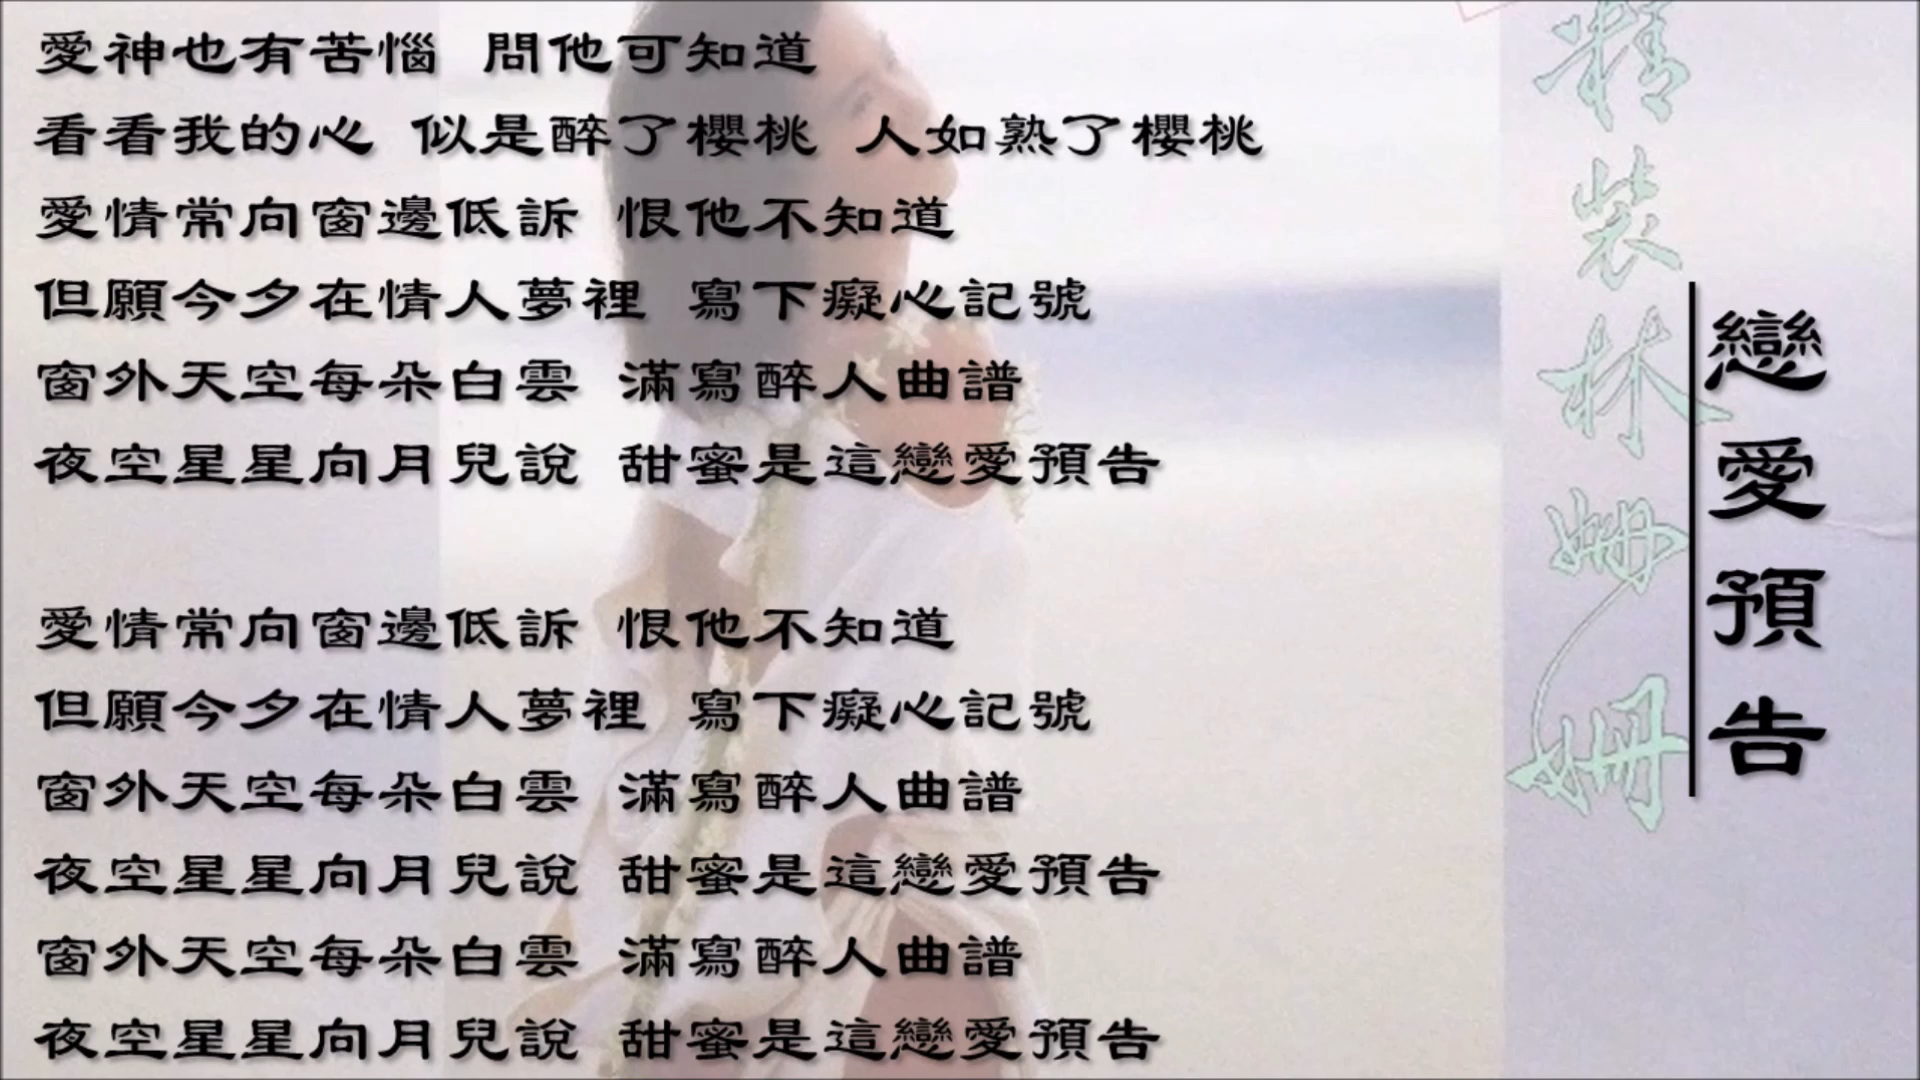 愛神也有苦惱 問他可知道
看看我的心 似是醉了櫻桃 人如熟了櫻桃
愛情常向窗邊低訴 恨他不知道
但願今夕在情人夢裡 寫下癡心記號
窗外天空每朵白雲 滿寫醉人曲譜
夜空星星向月兒說 甜蜜是這戀愛預告
愛情常向窗邊低訴 恨他不知道
但願今夕在情人夢裡 寫下癡心記號
窗外天空每朵白雲 滿寫醉人曲譜
夜空星星向月兒說 甜蜜是這戀愛預告
窗外天空每朵白雲 滿寫醉人曲譜
夜空星星向月兒說 甜蜜是這戀愛預告
精裝林姍姍
戀愛預告